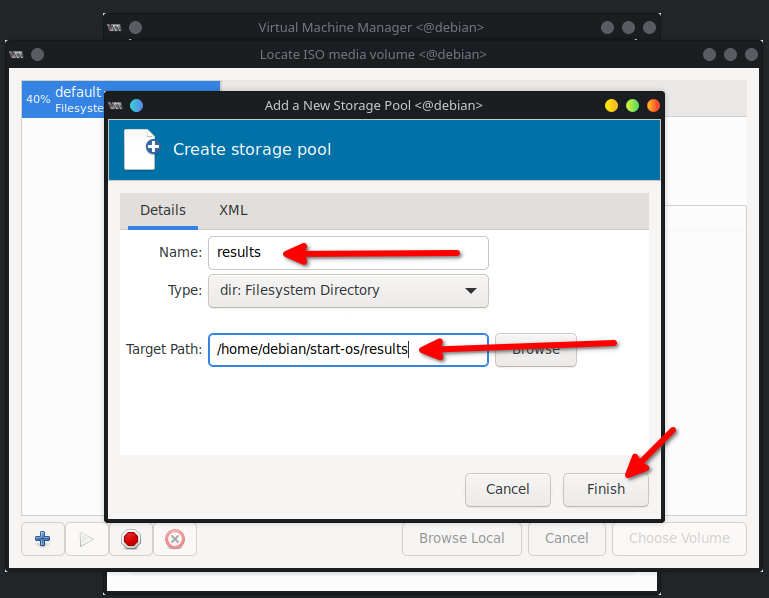 Virtual Machine Manager <@debian>
Locate ISO media volume <@debian>
40%
default
Filesyste
Add a New Storage Pool <@debian>
Create storage pool
Details
XML
Name:
results
Type:
dir: Filesystem Directory
Target Path:
/home/debian/start-os/results
Browse
Cancel
Finish
Browse Local
Cancel
Choose Volume